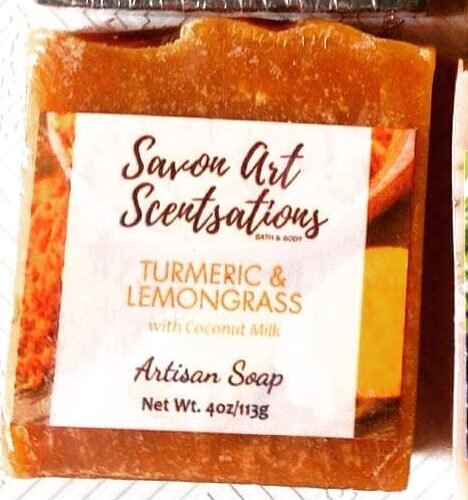 Savon Art
Scentsations
BATH & BODY
TURMERIC &
LEMONGRASS
with Coconut Milk
Artisan Soap
Net Wt. 4oz/113g